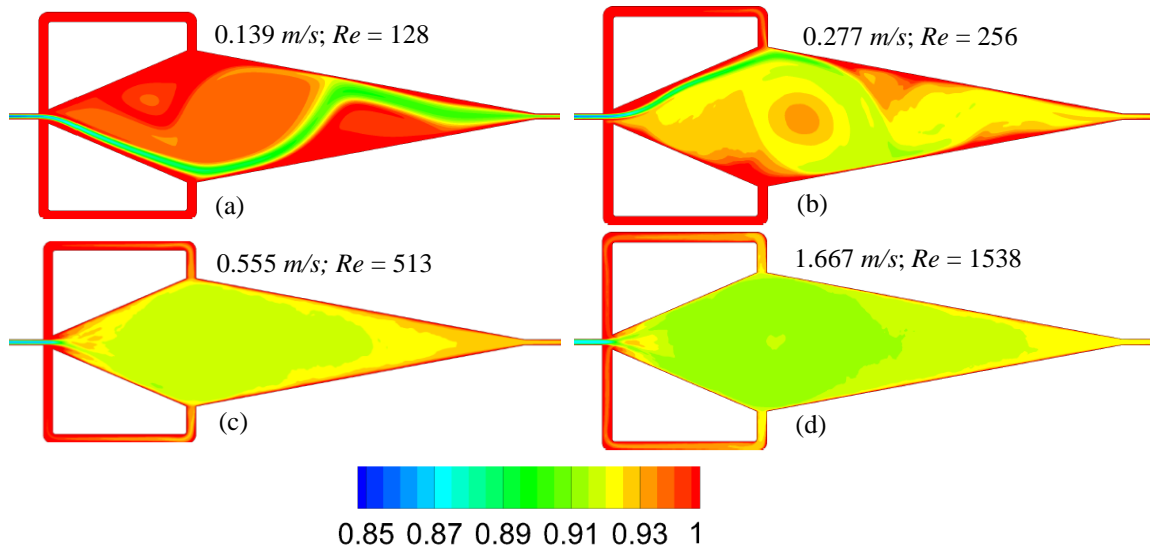 0.139 m/s; Re = 128
0.277 m/s; Re = 256
(a)
(b)
0.555 m/s; Re = 513
1.667 m/s; Re = 1538
(c)
(d)
0.85 0.87 0.89 0.91 0.93 1